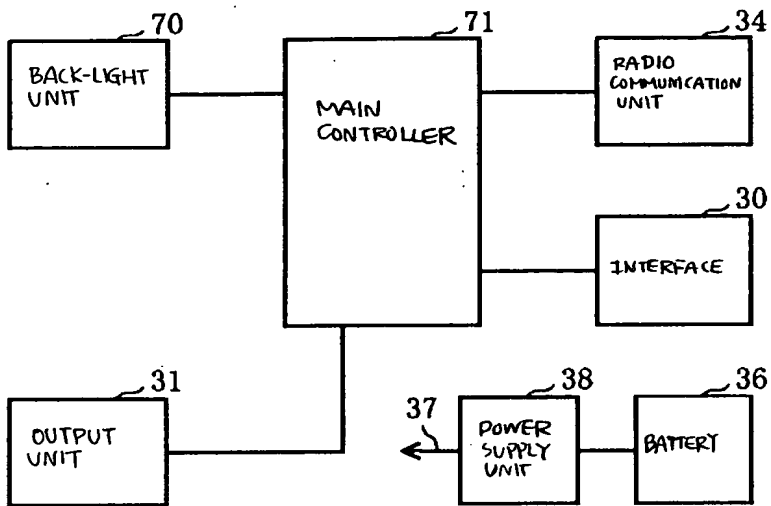 70
BACK-LIGHT
UNIT
71
MAIN
CONTROLLER
34
RADIO
COMMUNICATION
UNIT
30
INTERFACE
31
OUTPUT
UNIT
37
38
POWER
SUPPLY
UNIT
36
BATTERY